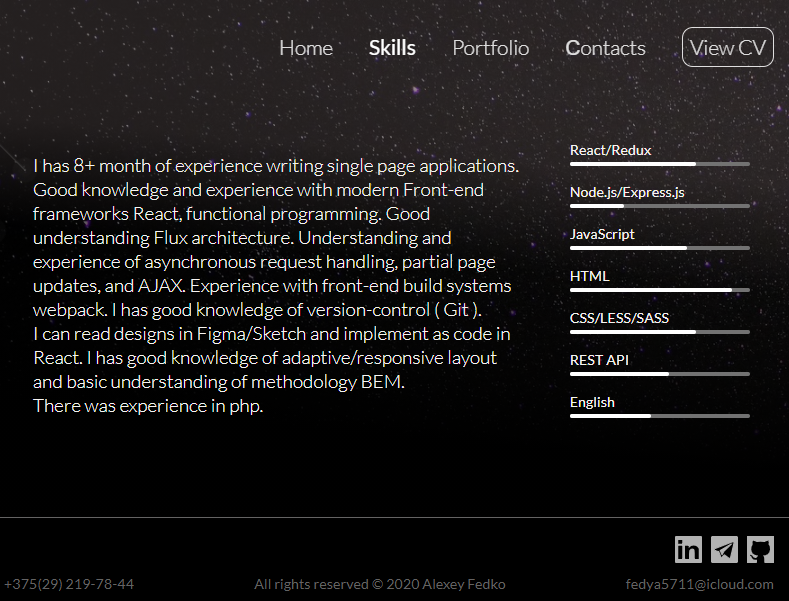 Home Skills Portfolio Contacts View CV
I has 8+ month of experience writing single page applications.
Good knowledge and experience with modern Front-end
frameworks React, functional programming. Good
understanding Flux architecture. Understanding and
experience of asynchronous request handling, partial page
updates, and AJAX. Experience with front-end build systems
webpack. I has good knowledge of version-control ( Git ).
I can read designs in Figma/Sketch and implement as code in
React. I has good knowledge of adaptive/responsive layout
and basic understanding of methodology BEM.
There was experience in php.
React/Redux
Node.js/Express.js
JavaScript
HTML
CSS/LESS/SASS
REST API
English
in
+375(29) 219-78-44 All rights reserved © 2020 Alexey Fedko fedya5711@icloud.com